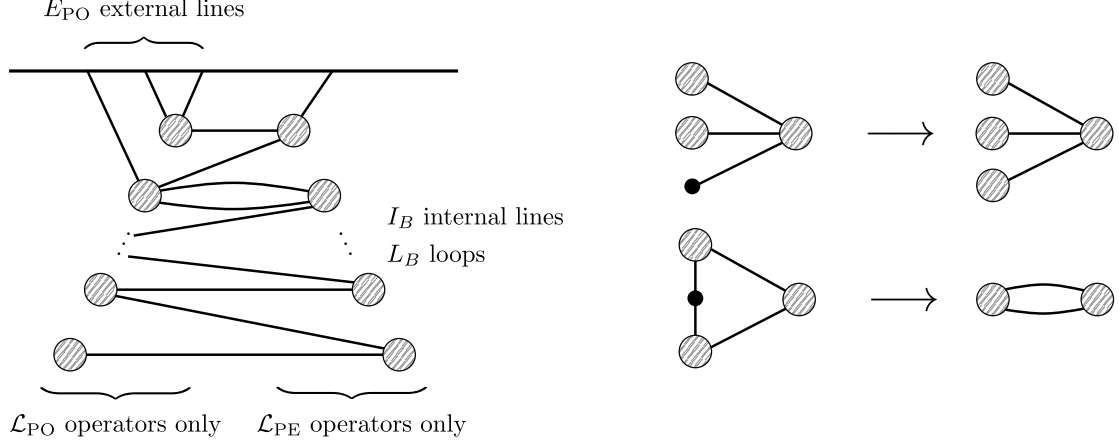 E_PO external lines
I_B internal lines
L_B loops
ℒ_PO operators only
ℒ_PE operators only